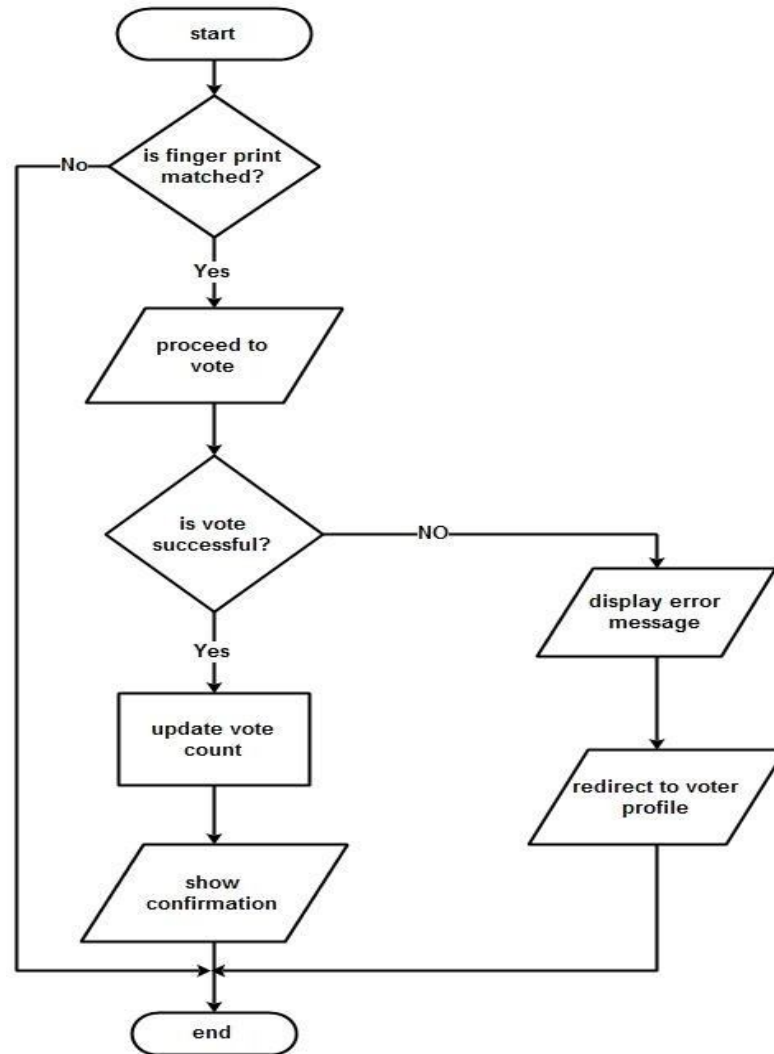 start
is finger print
matched?
No
Yes
proceed to
vote
is vote
successful?
NO
Yes
display error
message
update vote
count
redirect to voter
profile
show
confirmation
end